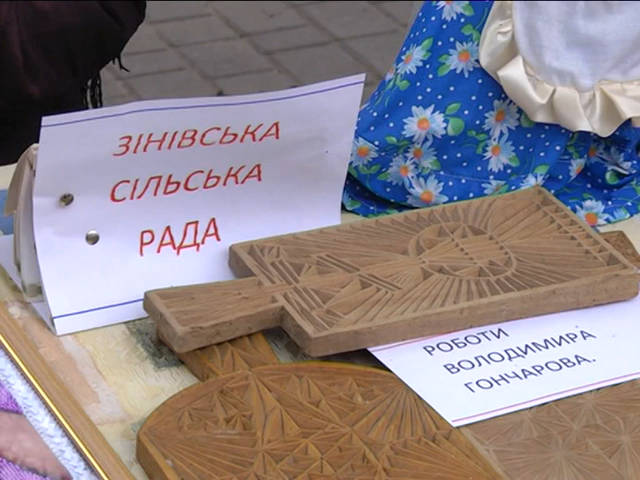 ЗІНІВСЬКА
СІЛЬСЬКА
РАДА
РОБОТИ
ВОЛОДИМИРА
ГОНЧАРОВА.